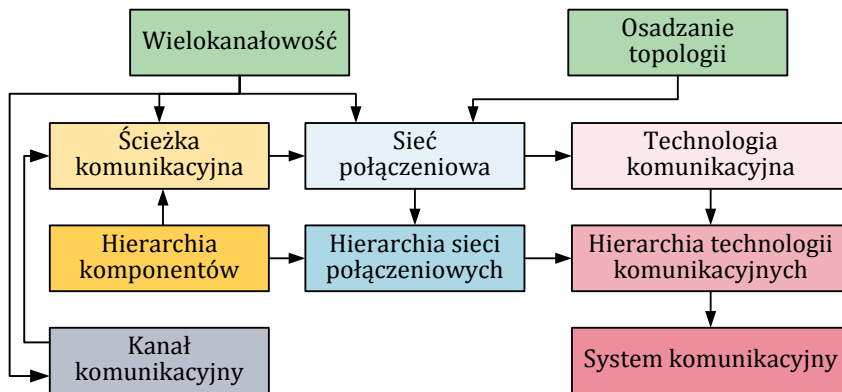 Wielokanałowość
Osadzanie
topologii
Ścieżka
komunikacyjna
Sieć
połączeniowa
Technologia
komunikacyjna
Hierarchia
komponentów
Hierarchia sieci
połączeniowych
Hierarchia technologii
komunikacyjnych
Kanał
komunikacyjny
System komunikacyjny